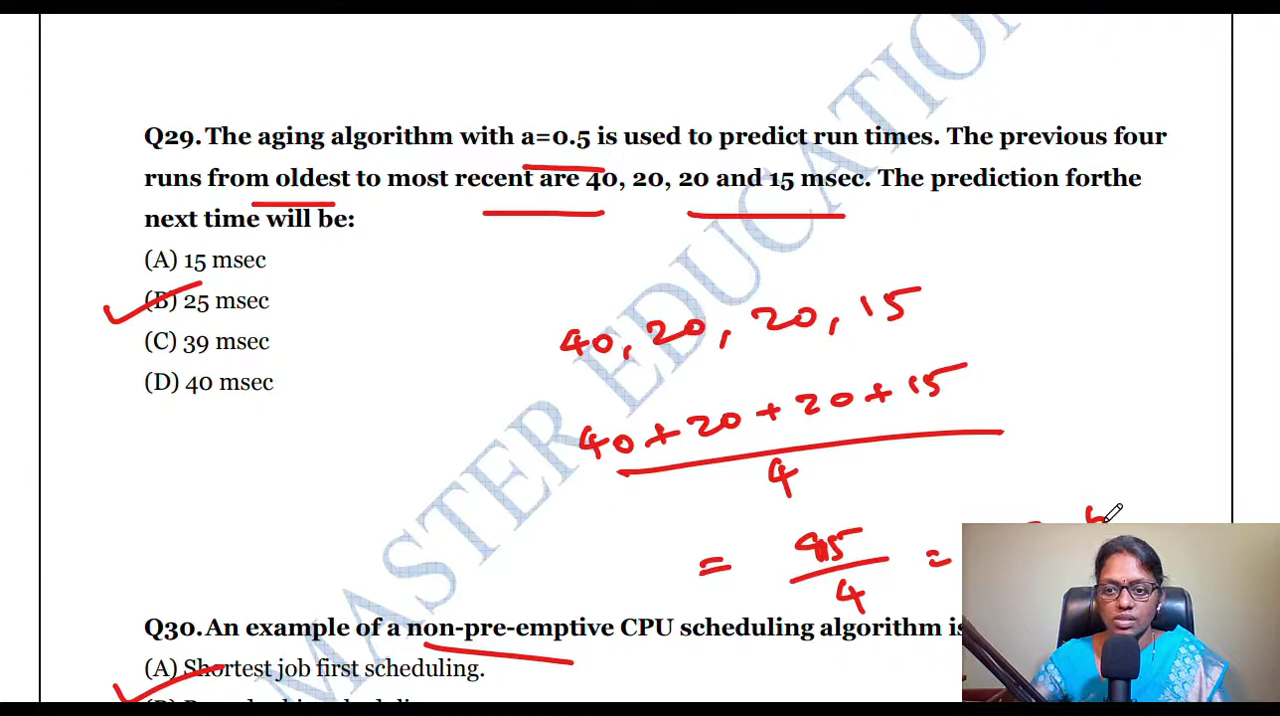 Q29. The aging algorithm with a=0.5 is used to predict run times. The previous four
runs from oldest to most recent are 40, 20, 20 and 15 msec. The prediction forthe
next time will be:
(A) 15 msec
(B) 25 msec
(C) 39 msec
(D) 40 msec
40, 20, 20, 15
40 + 20 + 20 + 15
4
= 95 =
4
Q30. An example of a non-pre-emptive CPU scheduling algorithm is
(A) Shortest job first scheduling.
MASTER EDUCATION